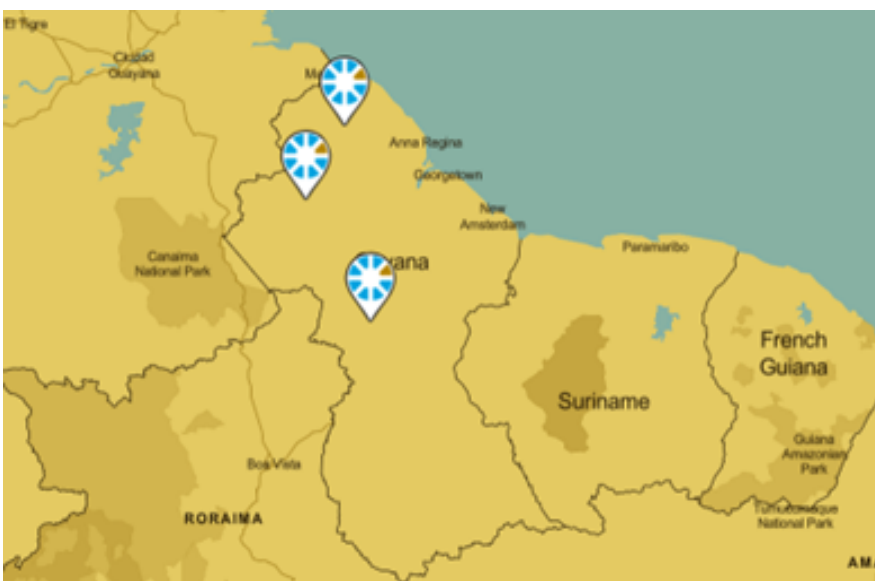 El Tigre
Ciudad
Guayana
Anna Regina
Georgetown
New
Amsterdam
Paramaribo
Canaima
National Park
French
Guiana
Suriname
Guiana
Amazonian
Park
Boa Vista
RORAIMA
National Park